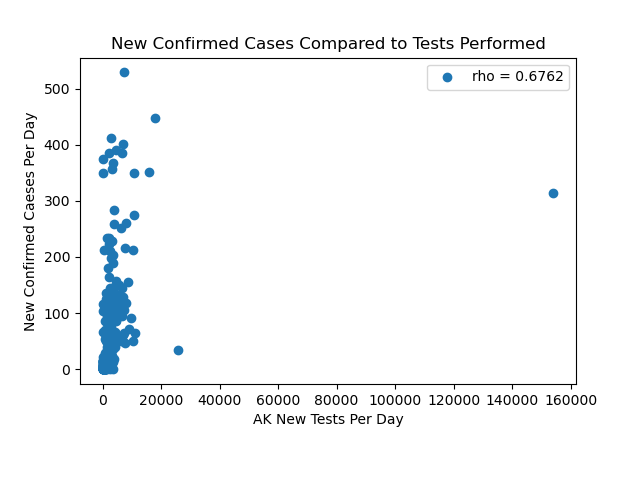 New Confirmed Cases Compared to Tests Performed
rho = 0.6762
500
400
300
200
100
0
New Confirmed Caeses Per Day
0 20000 40000 60000 80000 100000 120000 140000 160000
AK New Tests Per Day